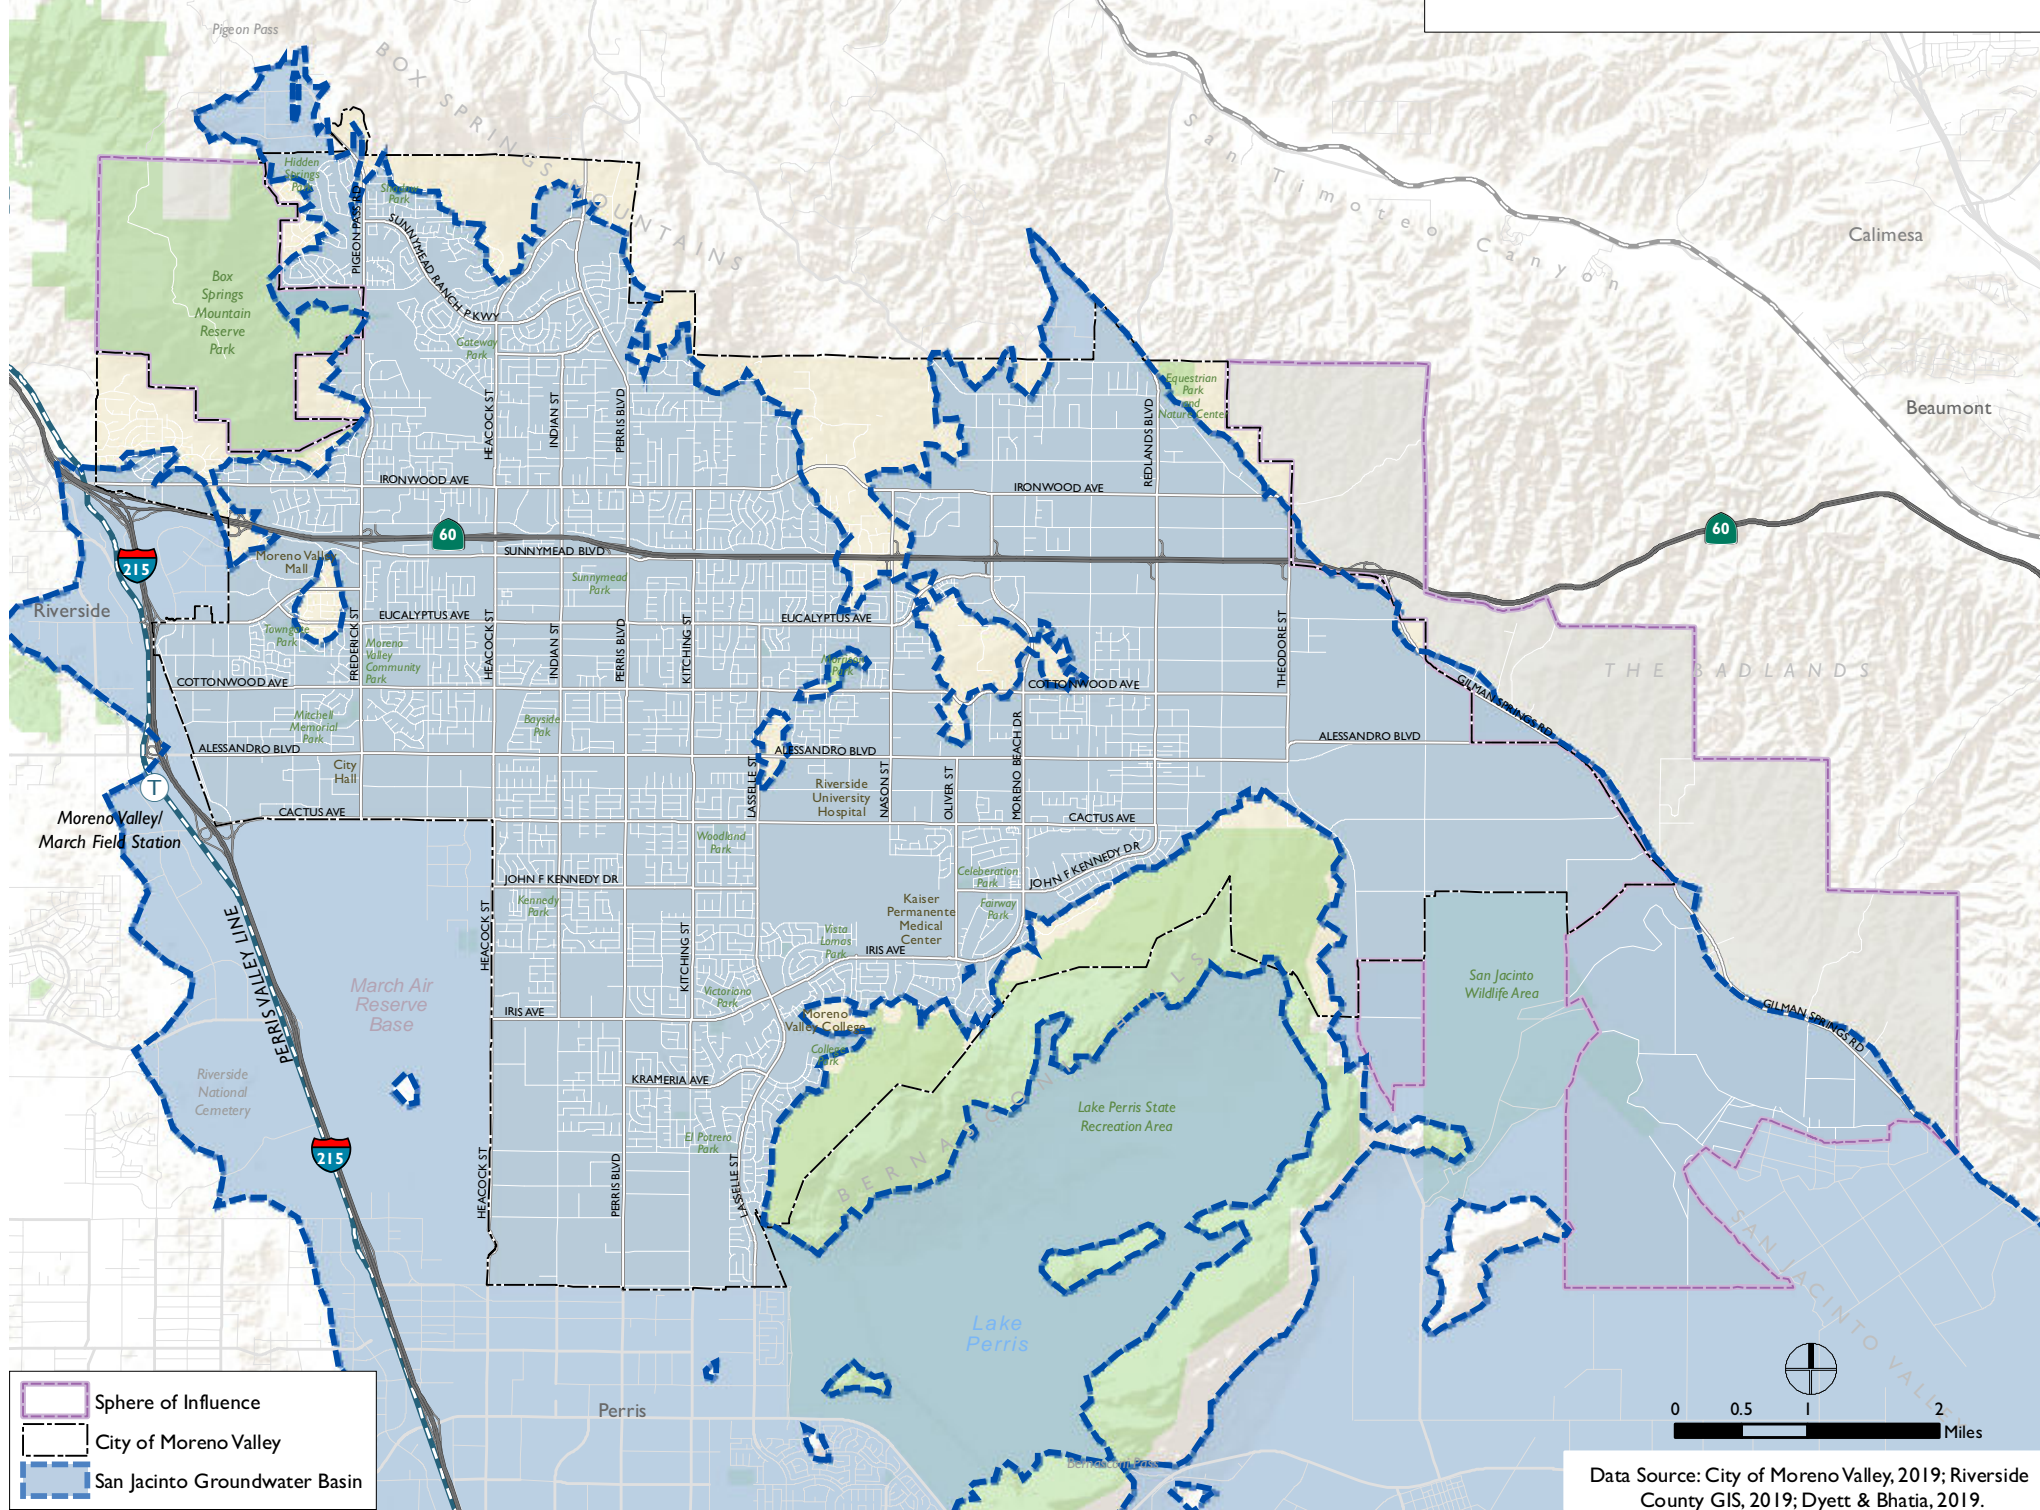 Pigeon Pass
BOX SPRINGS MOUNTAINS
San Timoteo Canyon
Calimesa
Beaumont
Hidden
Springs
Park
PIGEON PASS RD
SUNNYMEAD RANCH PKWY
Box
Springs
Mountain
Reserve
Park
Gateway
Park
Equestrian
Park
and
Nature Center
HEACOCK ST
INDIAN ST
PERRIS BLVD
REDLANDS BLVD
IRONWOOD AVE
IRONWOOD AVE
60
60
215
SUNNYMEAD BLVD
Moreno Valley
Mall
Sunnymead
Park
Riverside
EUCALYPTUS AVE
EUCALYPTUS AVE
Towngate
Park
FREDERICK ST
Moreno
Valley
Community
Park
HEACOCK ST
INDIAN ST
PERRIS BLVD
KITCHING ST
THEODORE ST
THE BADLANDS
COTTONWOOD AVE
COTTONWOOD AVE
GILMAN SPRINGS RD
Mitchell
Memorial
Park
Bayside
Pak
ALESSANDRO BLVD
ALESSANDRO BLVD
ALESSANDRO BLVD
City
Hall
LASSELLE ST
Riverside
University
Hospital
NASON ST
OLIVER ST
MORENO BEACH DR
T
Moreno Valley/
March Field Station
CACTUS AVE
CACTUS AVE
Woodland
Park
JOHN F KENNEDY DR
JOHN F KENNEDY DR
Celeberation
Park
Kennedy
Park
Kaiser
Permanente
Medical
Center
Fairway
Park
PERRIS VALLEY LINE
HEACOCK ST
KITCHING ST
Vista
Lomas
Park
IRIS AVE
March Air
Reserve
Base
San Jacinto
Wildlife Area
Victoriano
Park
IRIS AVE
Moreno
Valley College
College
Park
GILMAN SPRINGS RD
KRAMERIA AVE
Riverside
National
Cemetery
Lake Perris State
Recreation Area
El Potrero
Park
215
HEACOCK ST
PERRIS BLVD
LASSELLE ST
SAN JACINTO VALLEY
Lake
Perris
Perris
Bernasconi Pass
Sphere of Influence
City of Moreno Valley
San Jacinto Groundwater Basin
0 0.5 1 2
Miles
Data Source: City of Moreno Valley, 2019; Riverside
County GIS, 2019; Dyett & Bhatia, 2019.